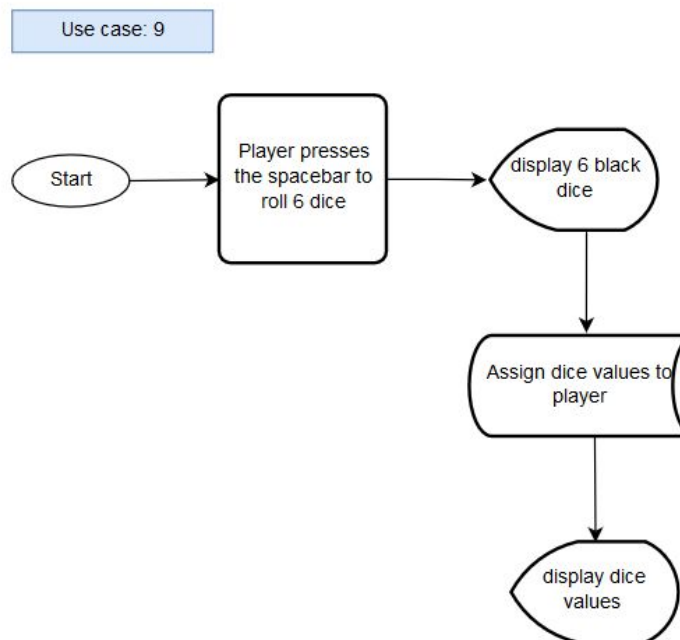 Use case: 9
Start
Player presses
the spacebar to
roll 6 dice
display 6 black
dice
Assign dice values to
player
display dice
values